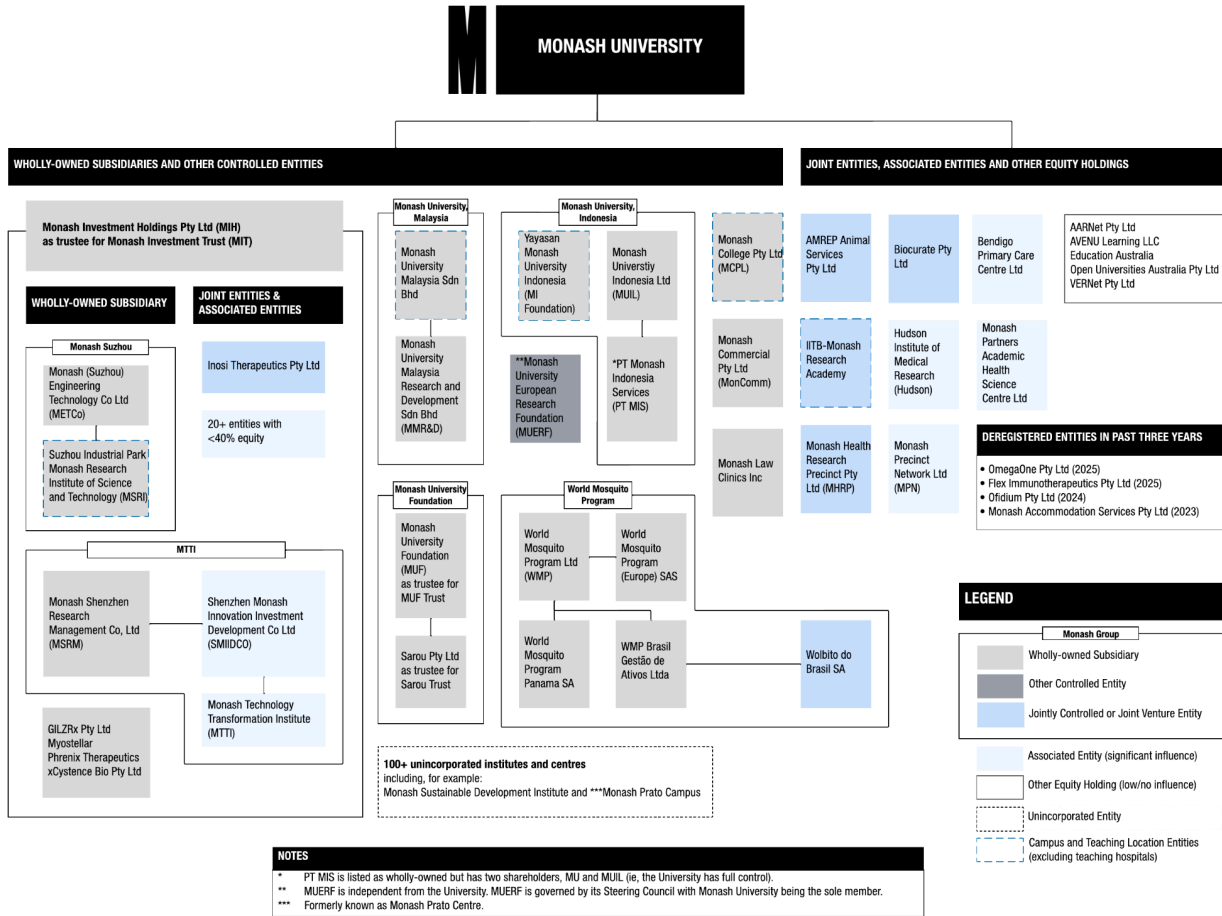 M
MONASH UNIVERSITY
WHOLLY-OWNED SUBSIDIARIES AND OTHER CONTROLLED ENTITIES
Monash Investment Holdings Pty Ltd (MIH)
as trustee for Monash Investment Trust (MIT)
WHOLLY-OWNED SUBSIDIARY
JOINT ENTITIES &
ASSOCIATED ENTITIES
Monash Suzhou
Monash (Suzhou)
Engineering
Technology Co Ltd
(METCo)
Suzhou Industrial Park
Monash Research
Institute of Science
and Technology (MSRI)
Inosi Therapeutics Pty Ltd
20+ entities with
<40% equity
MTTI
Monash Shenzhen
Research
Management Co, Ltd
(MSRM)
Shenzhen Monash
Innovation Investment
Development Co Ltd
(SMIIDCO)
Monash Technology
Transformation Institute
(MTTI)
GILZRx Pty Ltd
Myostellar
Phrenix Therapeutics
xCystence Bio Pty Ltd
Monash University,
Malaysia
Monash
University
Malaysia Sdn
Bhd
Monash
University
Malaysia
Research and
Development
Sdn Bhd
(MMR&D)
Monash University,
Indonesia
Yayasan
Monash
University
Indonesia
(MI
Foundation)
Monash
Universtiy
Indonesia Ltd
(MUIL)
**Monash
University
European
Research
Foundation
(MUERF)
*PT Monash
Indonesia
Services
(PT MIS)
Monash
College Pty Ltd
(MCPL)
Monash
Commercial
Pty Ltd
(MonComm)
Monash Law
Clinics Inc
Monash University
Foundation
Monash
University
Foundation
(MUF)
as trustee for
MUF Trust
Sarou Pty Ltd
as trustee for
Sarou Trust
World Mosquito
Program
World
Mosquito
Program Ltd
(WMP)
World
Mosquito
Program
(Europe) SAS
World
Mosquito
Program
Panama SA
WMP Brasil
Gestão de
Ativos Ltda
Wolbito do
Brasil SA
100+ unincorporated institutes and centres
including, for example:
Monash Sustainable Development Institute and ***Monash Prato Campus
JOINT ENTITIES, ASSOCIATED ENTITIES AND OTHER EQUITY HOLDINGS
AMREP Animal
Services
Pty Ltd
Biocurate Pty
Ltd
Bendigo
Primary Care
Centre Ltd
AARNet Pty Ltd
AVENU Learning LLC
Education Australia
Open Universities Australia Pty Ltd
VERNet Pty Ltd
IITB-Monash
Research
Academy
Hudson
Institute of
Medical
Research
(Hudson)
Monash
Partners
Academic
Health
Science
Centre Ltd
Monash Health
Research
Precinct Pty
Ltd (MHRP)
Monash
Precinct
Network Ltd
(MPN)
DEREGISTERED ENTITIES IN PAST THREE YEARS
• OmegaOne Pty Ltd (2025)
• Flex Immunotherapeutics Pty Ltd (2025)
• Ofidium Pty Ltd (2024)
• Monash Accommodation Services Pty Ltd (2023)
LEGEND
Monash Group
Wholly-owned Subsidiary
Other Controlled Entity
Jointly Controlled or Joint Venture Entity
Associated Entity (significant influence)
Other Equity Holding (low/no influence)
Unincorporated Entity
Campus and Teaching Location Entities
(excluding teaching hospitals)
NOTES
* PT MIS is listed as wholly-owned but has two shareholders, MU and MUIL (ie, the University has full control).
** MUERF is independent from the University. MUERF is governed by its Steering Council with Monash University being the sole member.
*** Formerly known as Monash Prato Centre.